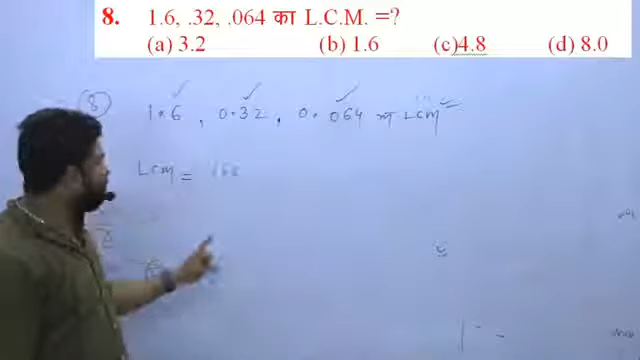 8. 1.6, .32, .064 का L.C.M. =?
(a) 3.2 (b) 1.6 (c) 4.8 (d) 8.0
8 1.6, 0.32, 0.064 का LCM
LCM =